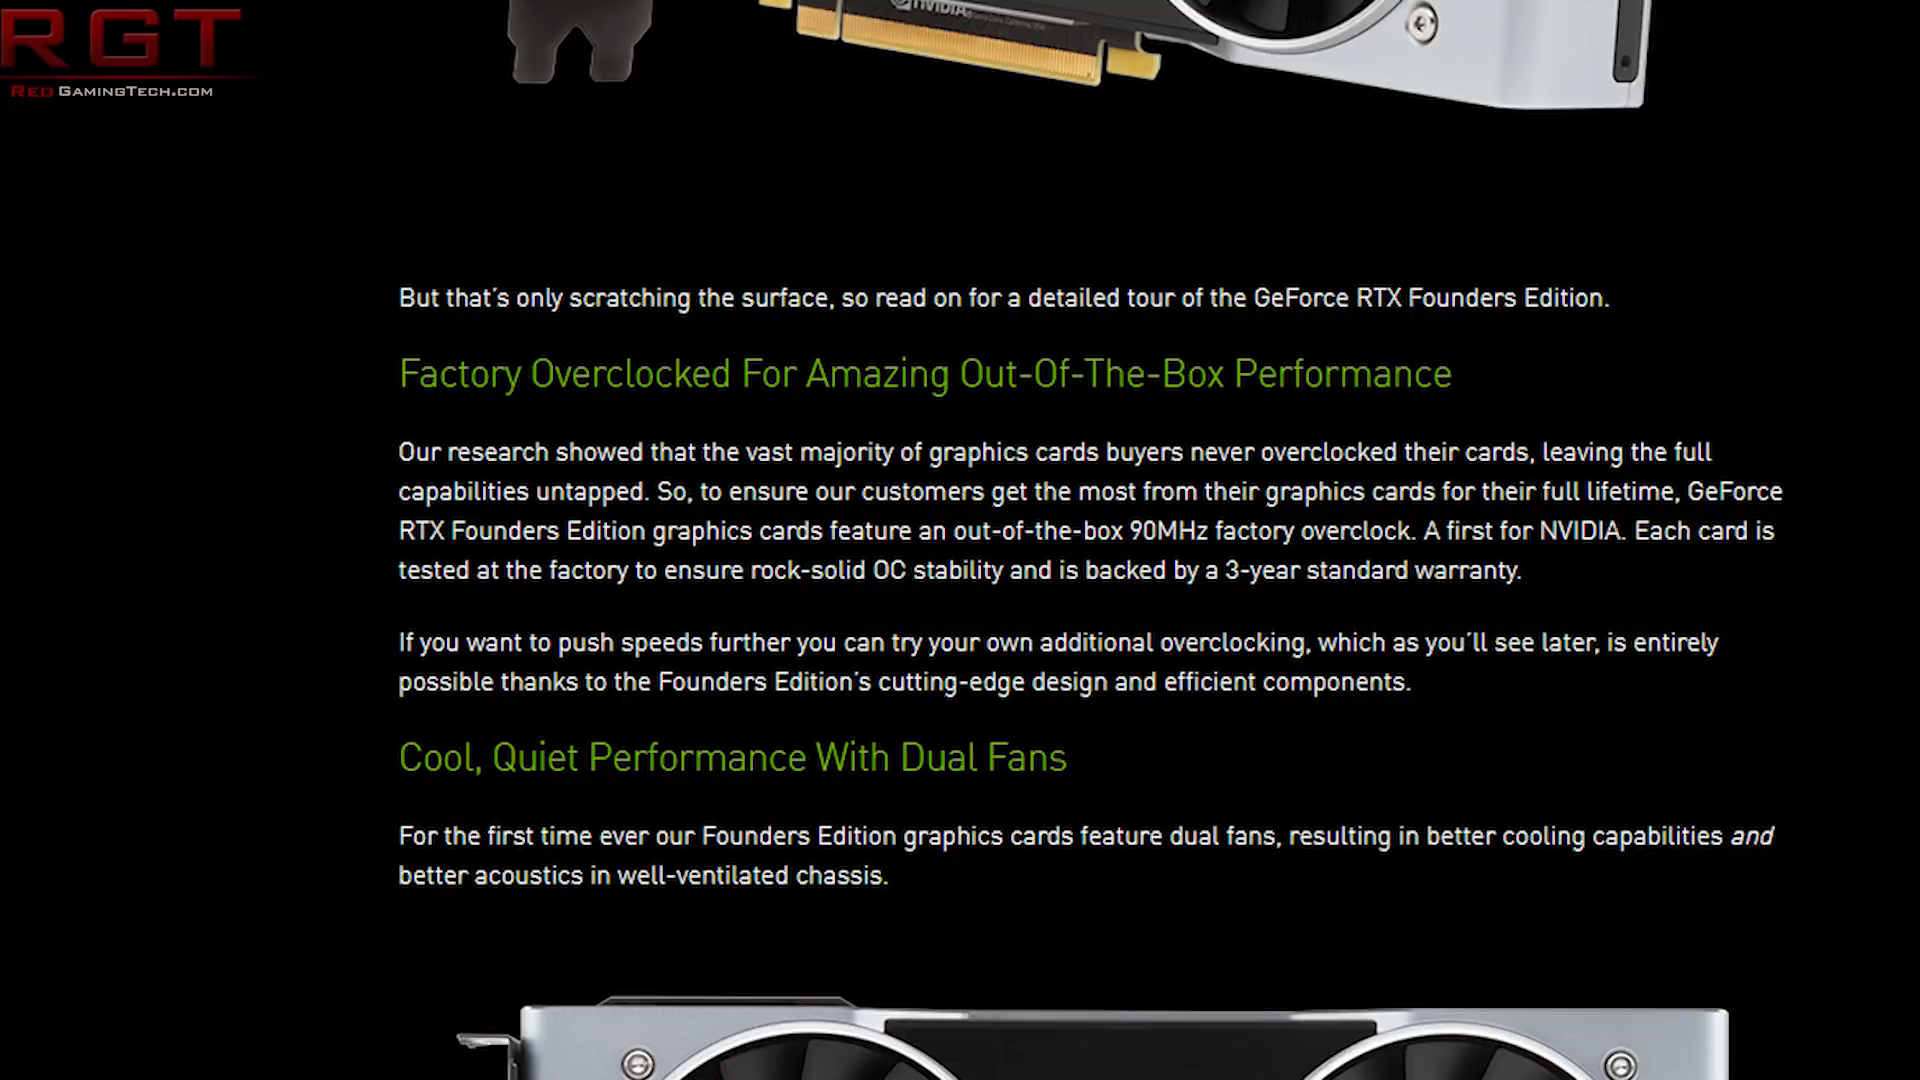 RGT
RedGamingTech.com
NVIDIA
But that's only scratching the surface, so read on for a detailed tour of the GeForce RTX Founders Edition.
Factory Overclocked For Amazing Out-Of-The-Box Performance
Our research showed that the vast majority of graphics cards buyers never overclocked their cards, leaving the full
capabilities untapped. So, to ensure our customers get the most from their graphics cards for their full lifetime, GeForce
RTX Founders Edition graphics cards feature an out-of-the-box 90MHz factory overclock. A first for NVIDIA. Each card is
tested at the factory to ensure rock-solid OC stability and is backed by a 3-year standard warranty.
If you want to push speeds further you can try your own additional overclocking, which as you'll see later, is entirely
possible thanks to the Founders Edition's cutting-edge design and efficient components.
Cool, Quiet Performance With Dual Fans
For the first time ever our Founders Edition graphics cards feature dual fans, resulting in better cooling capabilities and
better acoustics in well-ventilated chassis.